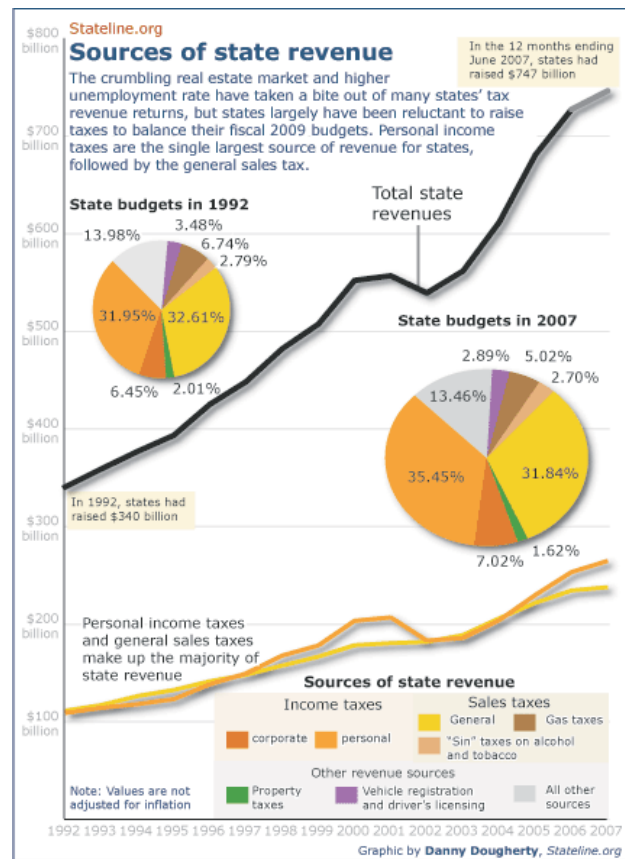 $800
billion
Stateline.org
Sources of state revenue
The crumbling real estate market and higher
unemployment rate have taken a bite out of many states' tax
revenue returns, but states largely have been reluctant to raise
taxes to balance their fiscal 2009 budgets. Personal income
taxes are the single largest source of revenue for states,
followed by the general sales tax.
In the 12 months ending
June 2007, states had
raised $747 billion
$700
billion
Total state
revenues
State budgets in 1992
13.98%
3.48%
6.74%
2.79%
31.95%
32.61%
6.45%
2.01%
$600
billion
$500
billion
State budgets in 2007
2.89%
5.02%
2.70%
13.46%
35.45%
31.84%
7.02%
1.62%
$400
billion
In 1992, states had
raised $340 billion
$300
billion
$200
billion
Personal income taxes
and general sales taxes
make up the majority of
state revenue
$100
billion
Sources of state revenue
Income taxes
corporate
personal
Sales taxes
General
Gas taxes
"Sin" taxes on alcohol
and tobacco
Other revenue sources
Property
taxes
Vehicle registration
and driver's licensing
All other
sources
Note: Values are not
adjusted for inflation
1992 1993 1994 1995 1996 1997 1998 1999 2000 2001 2002 2003 2004 2005 2006 2007
Graphic by Danny Dougherty, Stateline.org